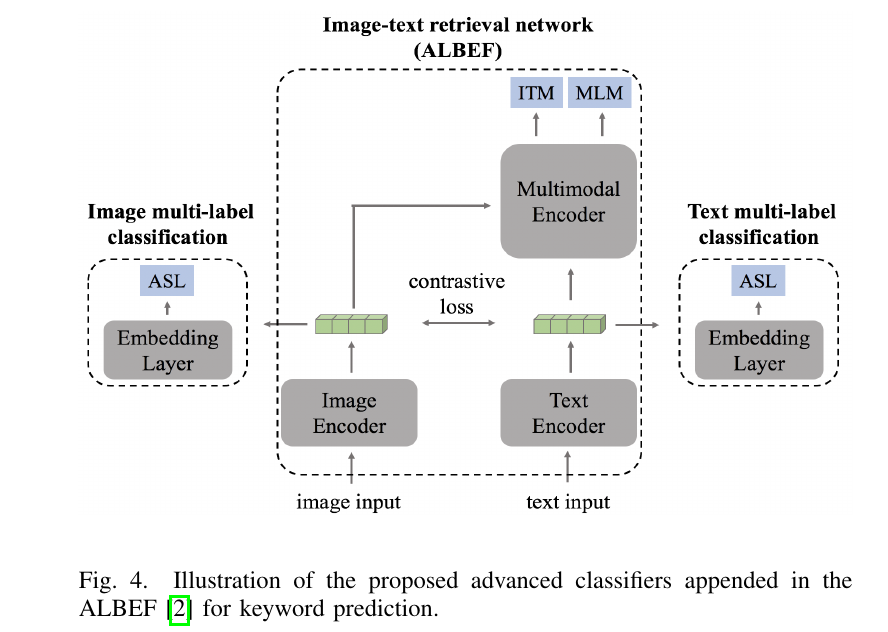 Image-text retrieval network
(ALBEF)
ITM MLM
Multimodal
Encoder
Image multi-label
classification
Text multi-label
classification
ASL
contrastive
loss
ASL
Embedding
Layer
Embedding
Layer
Image
Encoder
Text
Encoder
image input
text input
Fig. 4. Illustration of the proposed advanced classifiers appended in the
ALBEF [2] for keyword prediction.